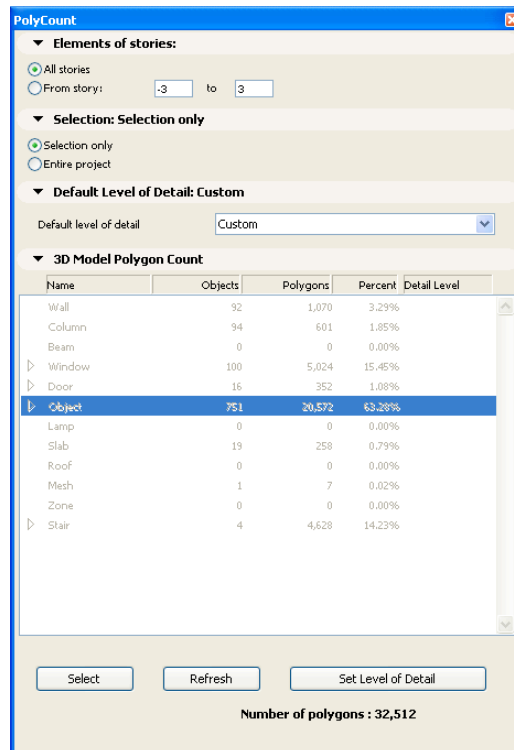 PolyCount
Elements of stories:
All stories
From story: -3 to 3
Selection: Selection only
Selection only
Entire project
Default Level of Detail: Custom
Default level of detail Custom
3D Model Polygon Count
Name Objects Polygons Percent Detail Level
Wall 92 1,070 3.29%
Column 94 601 1.85%
Beam 0 0 0.00%
Window 100 5,024 15.45%
Door 16 352 1.08%
Object 751 20,572 63.28%
Lamp 0 0 0.00%
Slab 19 258 0.79%
Roof 0 0 0.00%
Mesh 1 7 0.02%
Zone 0 0 0.00%
Stair 4 4,628 14.23%
Select Refresh Set Level of Detail
Number of polygons : 32,512